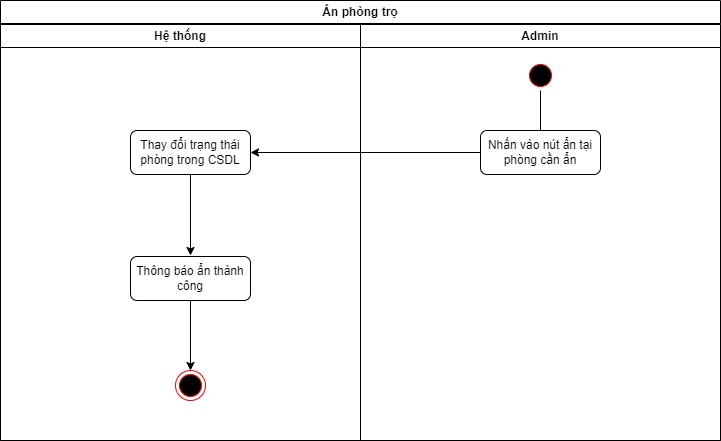 Ẩn phòng trọ
Hệ thống
Admin
Nhấn vào nút ẩn tại
phòng cần ẩn
Thay đổi trạng thái
phòng trong CSDL
Thông báo ẩn thành
công